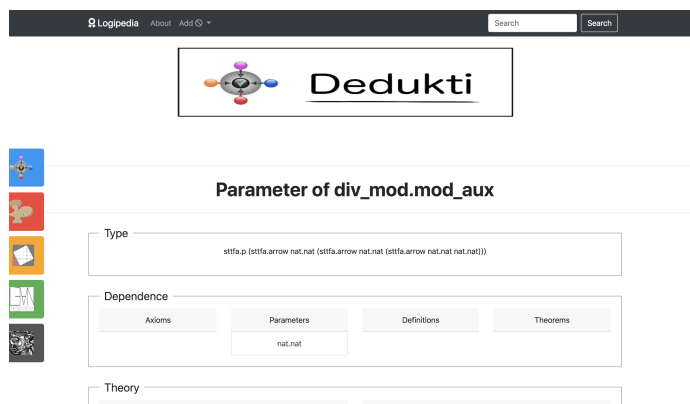 Logipedia About Add
Search Search
Dedukti
Parameter of div_mod.mod_aux
Type
sttfa.p (sttfa.arrow nat.nat (sttfa.arrow nat.nat (sttfa.arrow nat.nat nat.nat)))
Dependence
Axioms Parameters Definitions Theorems
nat.nat
Theory